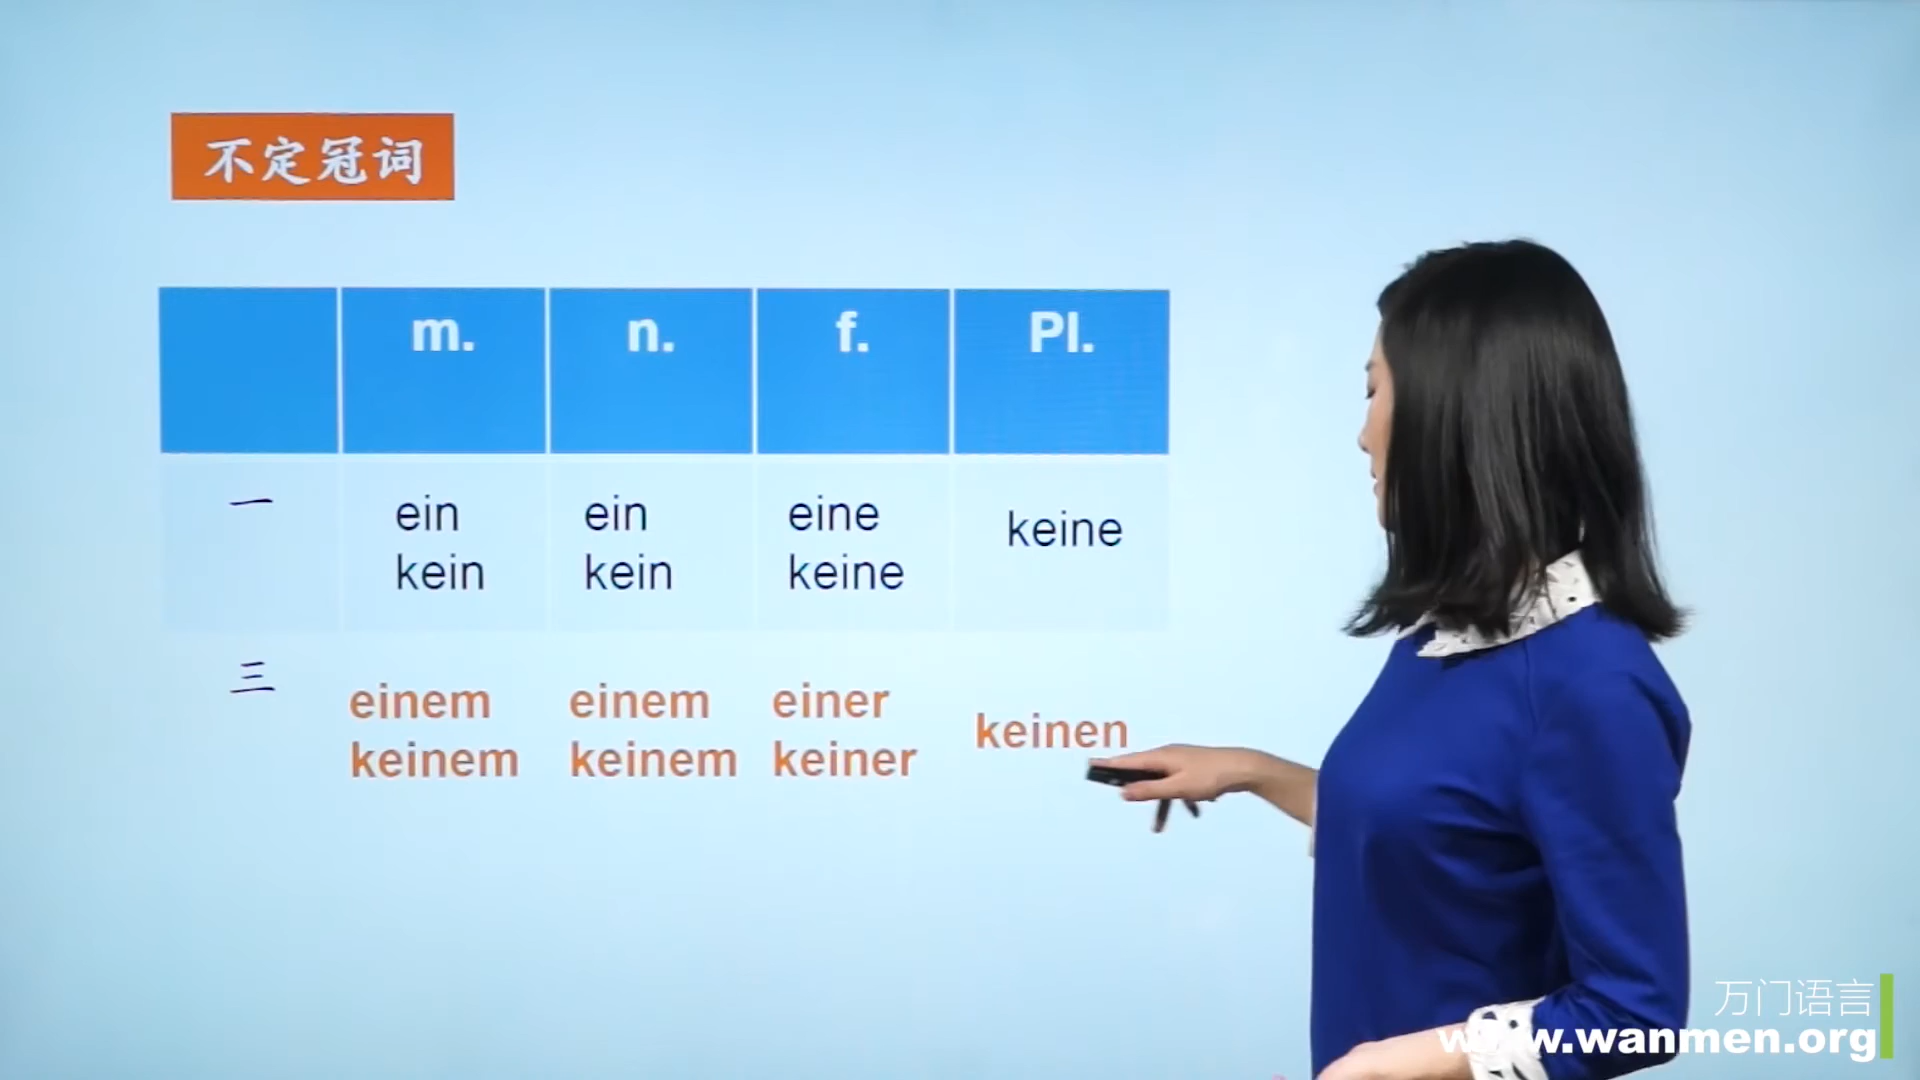 不定冠词
m. n. f. Pl.
一 ein ein eine keine
kein kein keine
三 einem einem einer keinen
keinem keinem keiner
万门语言
www.wanmen.org